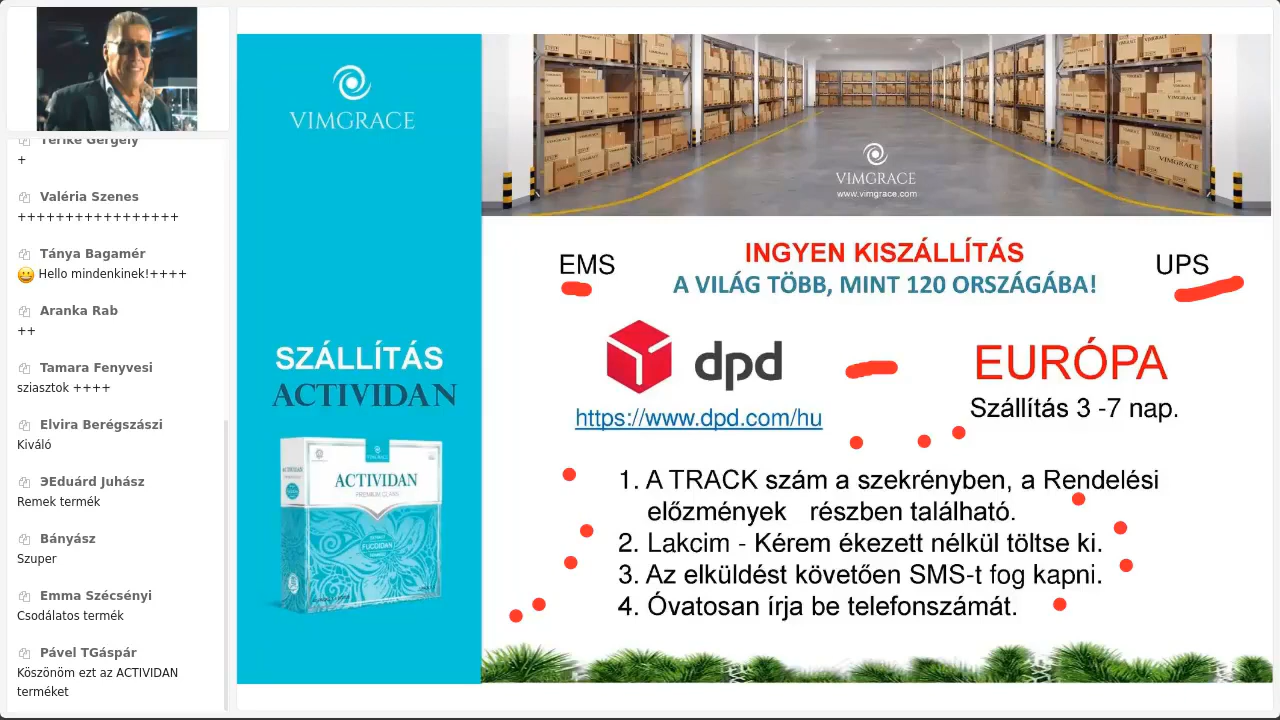 Terike Gergely
+
Valéria Szenes
+++++++++++++++++
Tánya Bagamér
Hello mindenkinek!++++
Aranka Rab
++
Tamara Fenyvesi
sziasztok ++++
Elvira Berégszászi
Kiváló
ЭEduárd Juhász
Remek termék
Bányász
Szuper
Emma Szécsényi
Csodálatos termék
Pável TGáspár
Köszönöm ezt az ACTIVIDAN
terméket
VIMGRACE
SZÁLLÍTÁS
ACTIVIDAN
VIMGRACE
ACTIVIDAN
PREMIUM CLASS
FUCOIDAN
VIMGRACE
www.vimgrace.com
EMS
INGYEN KISZÁLLÍTÁS
UPS
A VILÁG TÖBB, MINT 120 ORSZÁGÁBA!
dpd
EURÓPA
https://www.dpd.com/hu
Szállítás 3 -7 nap.
1. A TRACK szám a szekrényben, a Rendelési
előzmények részben található.
2. Lakcim - Kérem ékezett nélkül töltse ki.
3. Az elküldést követően SMS-t fog kapni.
4. Óvatosan írja be telefonszámát.